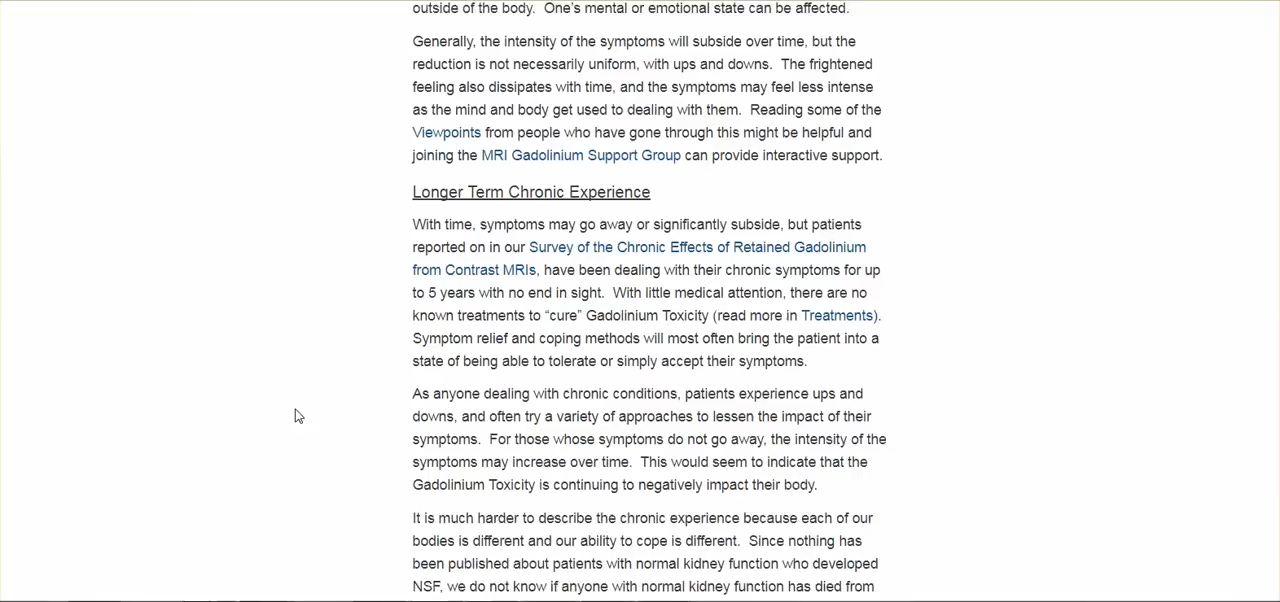 outside of the body.  One's mental or emotional state can be affected.
Generally, the intensity of the symptoms will subside over time, but the
reduction is not necessarily uniform, with ups and downs.  The frightened
feeling also dissipates with time, and the symptoms may feel less intense
as the mind and body get used to dealing with them.  Reading some of the
Viewpoints from people who have gone through this might be helpful and
joining the MRI Gadolinium Support Group can provide interactive support.
Longer Term Chronic Experience
With time, symptoms may go away or significantly subside, but patients
reported on in our Survey of the Chronic Effects of Retained Gadolinium
from Contrast MRIs, have been dealing with their chronic symptoms for up
to 5 years with no end in sight.  With little medical attention, there are no
known treatments to “cure” Gadolinium Toxicity (read more in Treatments).
Symptom relief and coping methods will most often bring the patient into a
state of being able to tolerate or simply accept their symptoms.
As anyone dealing with chronic conditions, patients experience ups and
downs, and often try a variety of approaches to lessen the impact of their
symptoms.  For those whose symptoms do not go away, the intensity of the
symptoms may increase over time.  This would seem to indicate that the
Gadolinium Toxicity is continuing to negatively impact their body.
It is much harder to describe the chronic experience because each of our
bodies is different and our ability to cope is different.  Since nothing has
been published about patients with normal kidney function who developed
NSF, we do not know if anyone with normal kidney function has died from